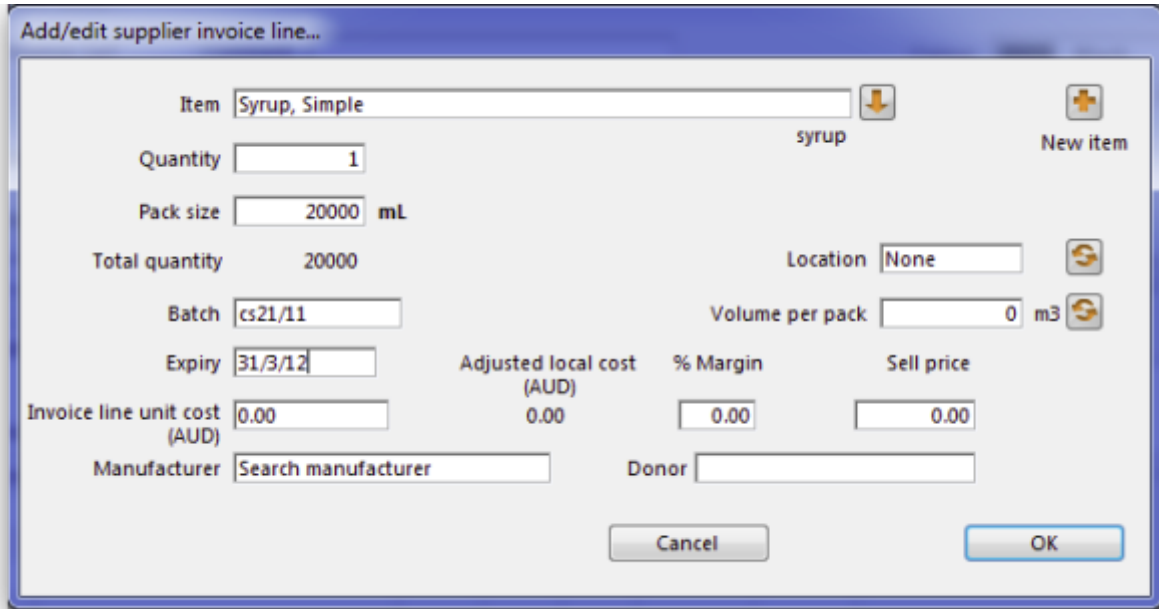 Add/edit supplier invoice line...
Item Syrup, Simple
syrup
New item
Quantity 1
Pack size 20000 mL
Total quantity 20000
Location None
Batch cs21/11
Volume per pack 0 m3
Expiry 31/3/12
Adjusted local cost (AUD)
% Margin
Sell price
Invoice line unit cost (AUD) 0.00 0.00 0.00 0.00
Manufacturer Search manufacturer
Donor
Cancel OK